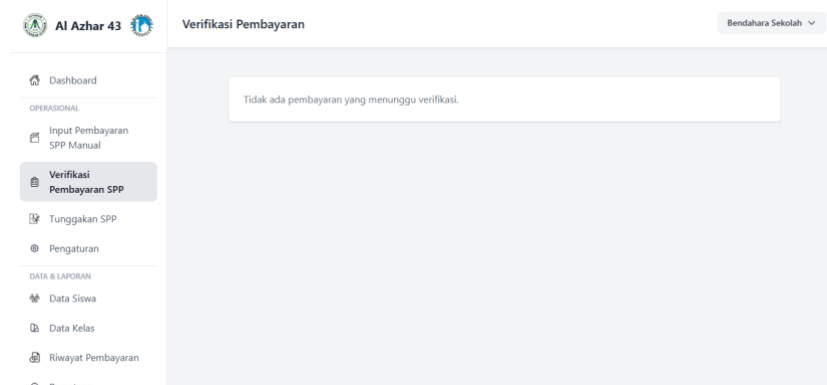 Al Azhar 43
Verifikasi Pembayaran
Bendahara Sekolah
Dashboard
OPERASIONAL
Input Pembayaran
SPP Manual
Verifikasi
Pembayaran SPP
Tunggakan SPP
Pengaturan
DATA & LAPORAN
Data Siswa
Data Kelas
Riwayat Pembayaran
Tidak ada pembayaran yang menunggu verifikasi.